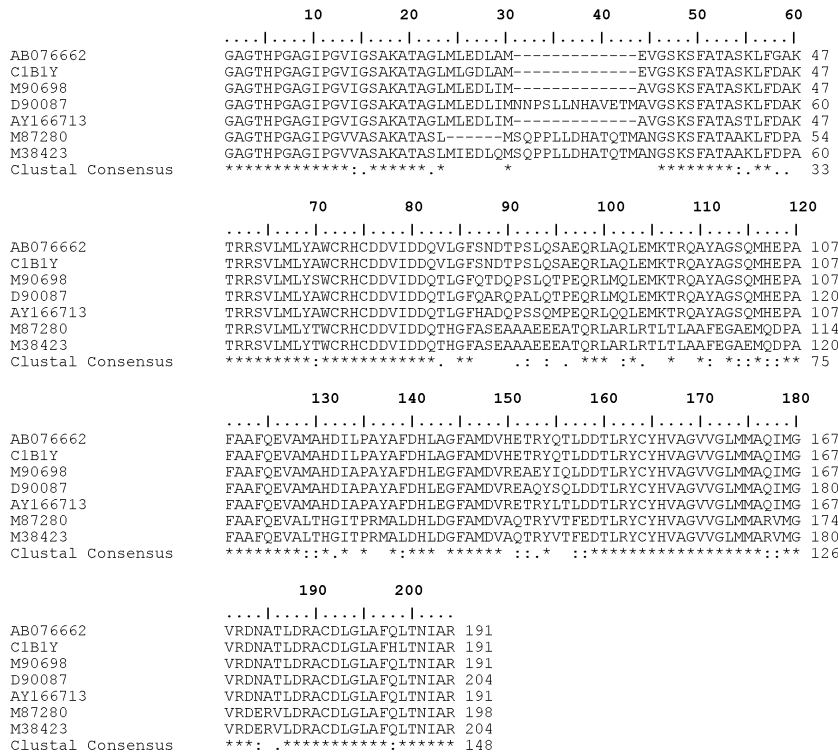 10 20 30 40 50 60
....|....|....|....|....|....|....|....|....|....|....|....|
AB076662 GAGTHPGAGIPGVIGSAKATAGLMLEDLAM-------------EVGSKSFATASKLFGAK 47
C1B1Y GAGTHPGAGIPGVIGSAKATAGLMLGDLAM-------------EVGSKSFATASKLFDAK 47
M90698 GAGTHPGAGIPGVIGSAKATAGLMLEDLIM-------------AVGSKSFATASKLFDAK 47
D90087 GAGTHPGAGIPGVIGSAKATAGLMLEDLIMNNPSLLNHAVETMAVGSKSFATASKLFDAK 60
AY166713 GAGTHPGAGIPGVIGSAKATAGLMLEDLIM-------------AVGSKSFATASTLFDAK 47
M87280 GAGTHPGAGIPGVVASAKATASL------MSQPPLLDHATQTMANGSKSFATAAKLFDPA 54
M38423 GAGTHPGAGIPGVVASAKATASLMIEDLQMSQPPLLDHATQTMANGSKSFATAAKLFDPA 60
Clustal Consensus *************:.******.*      *               ********:.**..  33
70 80 90 100 110 120
....|....|....|....|....|....|....|....|....|....|....|....|
AB076662 TRRSVLMLYAWCRHCDDVIDDQVLGFSNDTPSLQSAEQRLAQLEMKTRQAYAGSQMHEPA 107
C1B1Y TRRSVLMLYAWCRHCDDVIDDQVLGFSNDTPSLQSAEQRLAQLEMKTRQAYAGSQMHEPA 107
M90698 TRRSVLMLYSWCRHCDDVIDDQTLGFQTDQPSLQTPEQRLMQLEMKTRQAYAGSQMHEPA 107
D90087 TRRSVLMLYAWCRHCDDVIDDQTLGFQARQPALQTPEQRLMQLEMKTRQAYAGSQMHEPA 120
AY166713 TRRSVLMLYAWCRHCDDVIDDQTLGFHADQPSSQMPEQRLQQLEMKTRQAYAGSQMHEPA 107
M87280 TRRSVLMLYTWCRHCDDVIDDQTHGFASEAAAEEEATQRLARLRTLTLAAFEGAEMQDPA 114
M38423 TRRSVLMLYTWCRHCDDVIDDQTHGFASEAAAEEEATQRLARLRTLTLAAFEGAEMQDPA 120
Clustal Consensus *********:************. **    .: : . *** :*.  *  *: *::*::** 75
130 140 150 160 170 180
....|....|....|....|....|....|....|....|....|....|....|....|
AB076662 FAAFQEVAMAHDILPAYAFDHLAGFAMDVHETRYQTLDDTLRYCYHVAGVVGLMMAQIMG 167
C1B1Y FAAFQEVAMAHDILPAYAFDHLAGFAMDVHETRYQTLDDTLRYCYHVAGVVGLMMAQIMG 167
M90698 FAAFQEVAMAHDIAPAYAFDHLEGFAMDVREAEYIQLDDTLRYCYHVAGVVGLMMAQIMG 167
D90087 FAAFQEVAMAHDIAPAYAFDHLEGFAMDVREAQYSQLDDTLRYCYHVAGVVGLMMAQIMG 180
AY166713 FAAFQEVAMAHDIAPAYAFDHLEGFAMDVRETRYLTLDDTLRYCYHVAGVVGLMMAQIMG 167
M87280 FAAFQEVALTHGITPRMALDHLDGFAMDVAQTRYVTFEDTLRYCYHVAGVVGLMMARVMG 174
M38423 FAAFQEVALTHGITPRMALDHLDGFAMDVAQTRYVTFEDTLRYCYHVAGVVGLMMARVMG 180
Clustal Consensus ********::*.* *  *:*** ****** ::.*  ::******************::** 126
190 200
....|....|....|....|....
AB076662 VRDNATLDRACDLGLAFQLTNIAR 191
C1B1Y VRDNATLDRACDLGLAFHLTNIAR 191
M90698 VRDNATLDRACDLGLAFQLTNIAR 191
D90087 VRDNATLDRACDLGLAFQLTNIAR 204
AY166713 VRDNATLDRACDLGLAFQLTNIAR 191
M87280 VRDERVLDRACDLGLAFQLTNIAR 198
M38423 VRDERVLDRACDLGLAFQLTNIAR 204
Clustal Consensus ***: .***********:****** 148